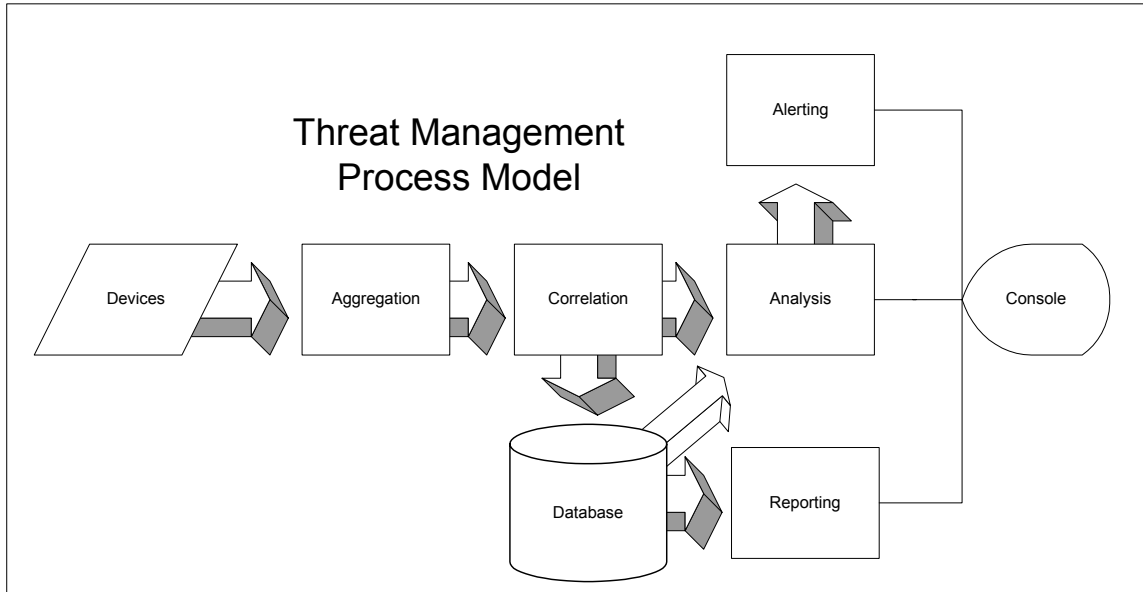 Threat Management
Process Model
Alerting
Devices
Aggregation
Correlation
Analysis
Console
Database
Reporting